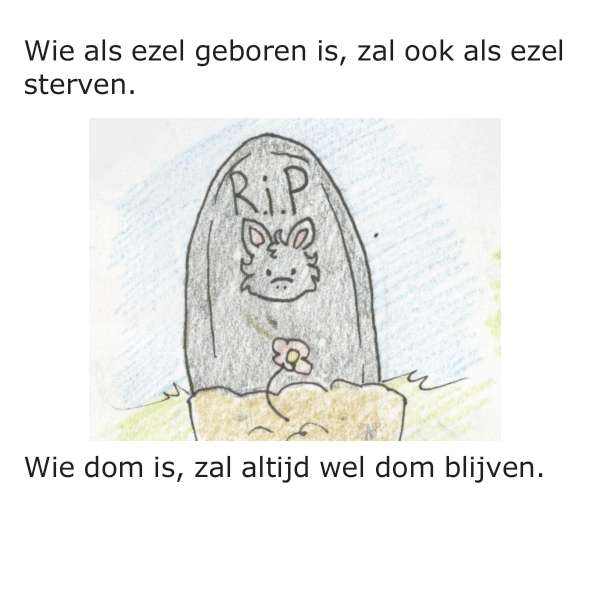 Wie als ezel geboren is, zal ook als ezel
sterven.
R.i.P
Wie dom is, zal altijd wel dom blijven.